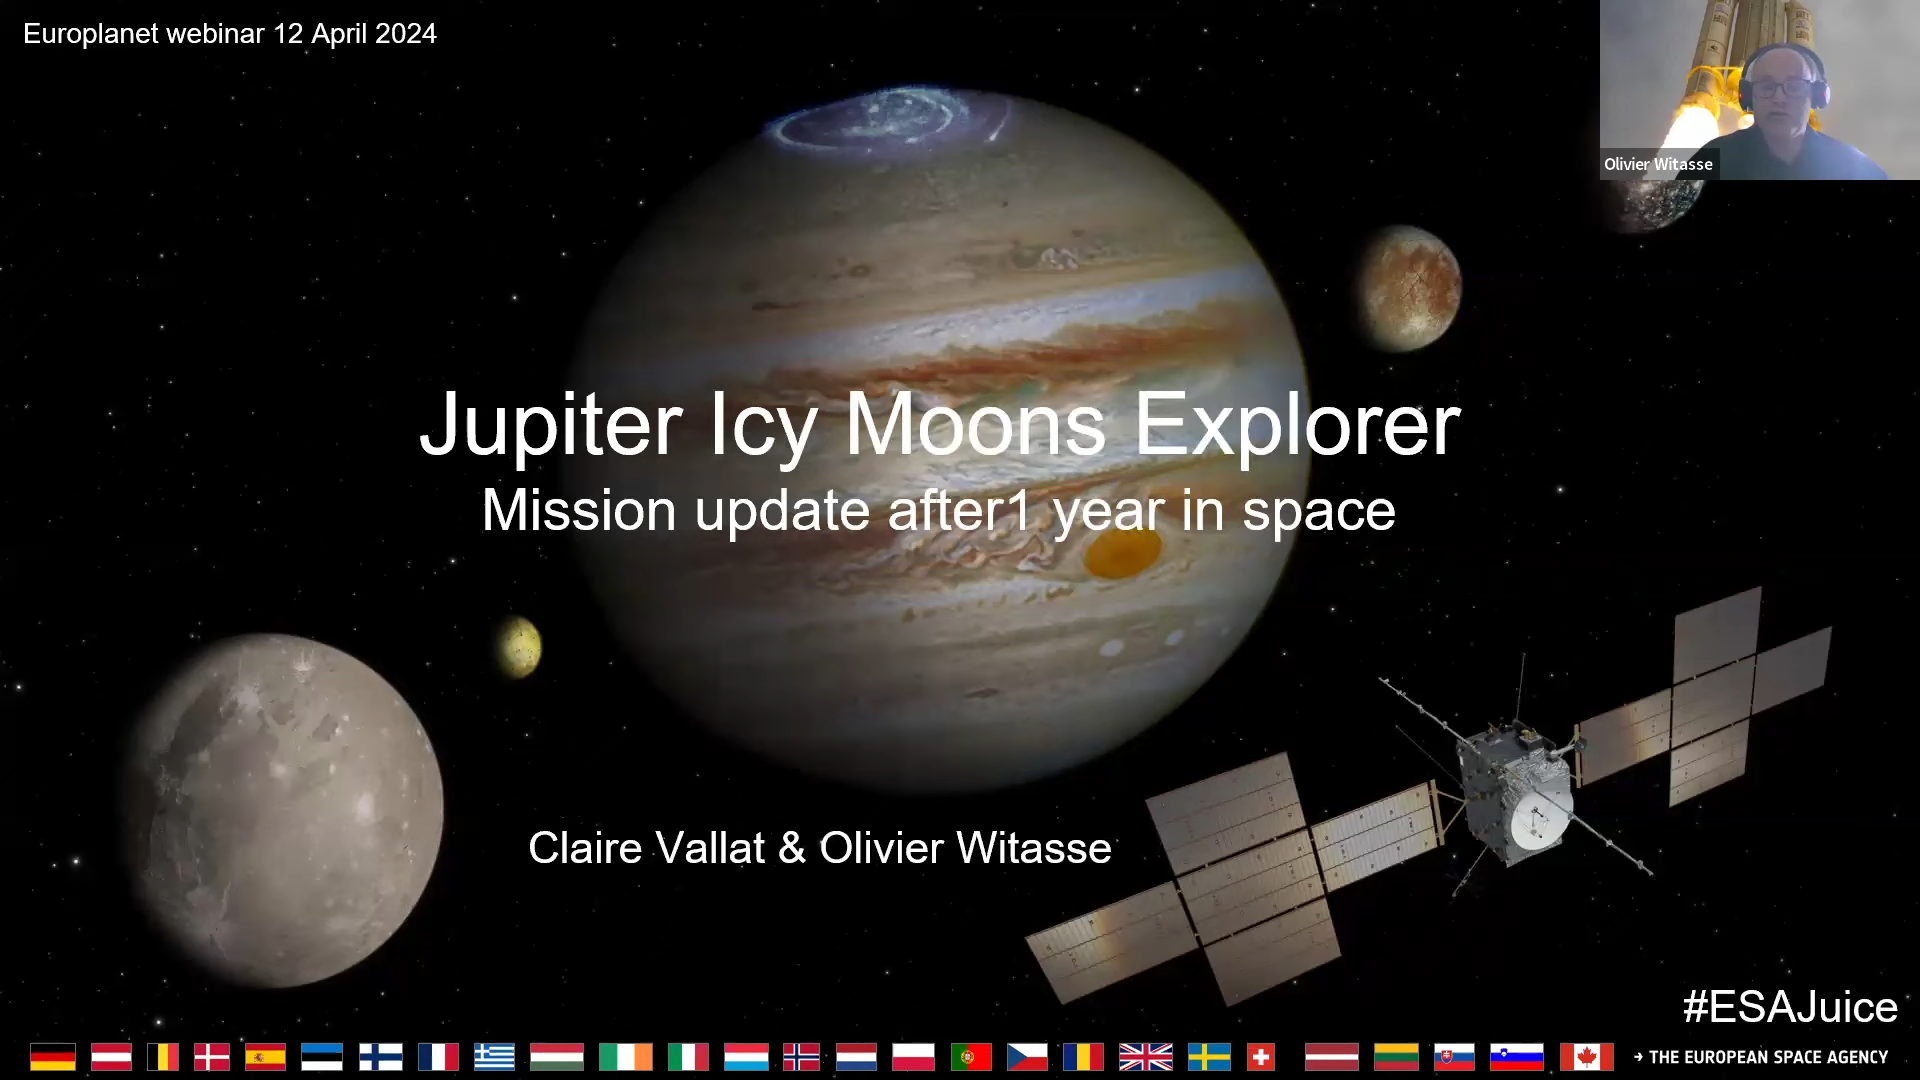 Europlanet webinar 12 April 2024
Olivier Witasse
Jupiter Icy Moons Explorer
Mission update after1 year in space
Claire Vallat & Olivier Witasse
#ESAJuice
→ THE EUROPEAN SPACE AGENCY